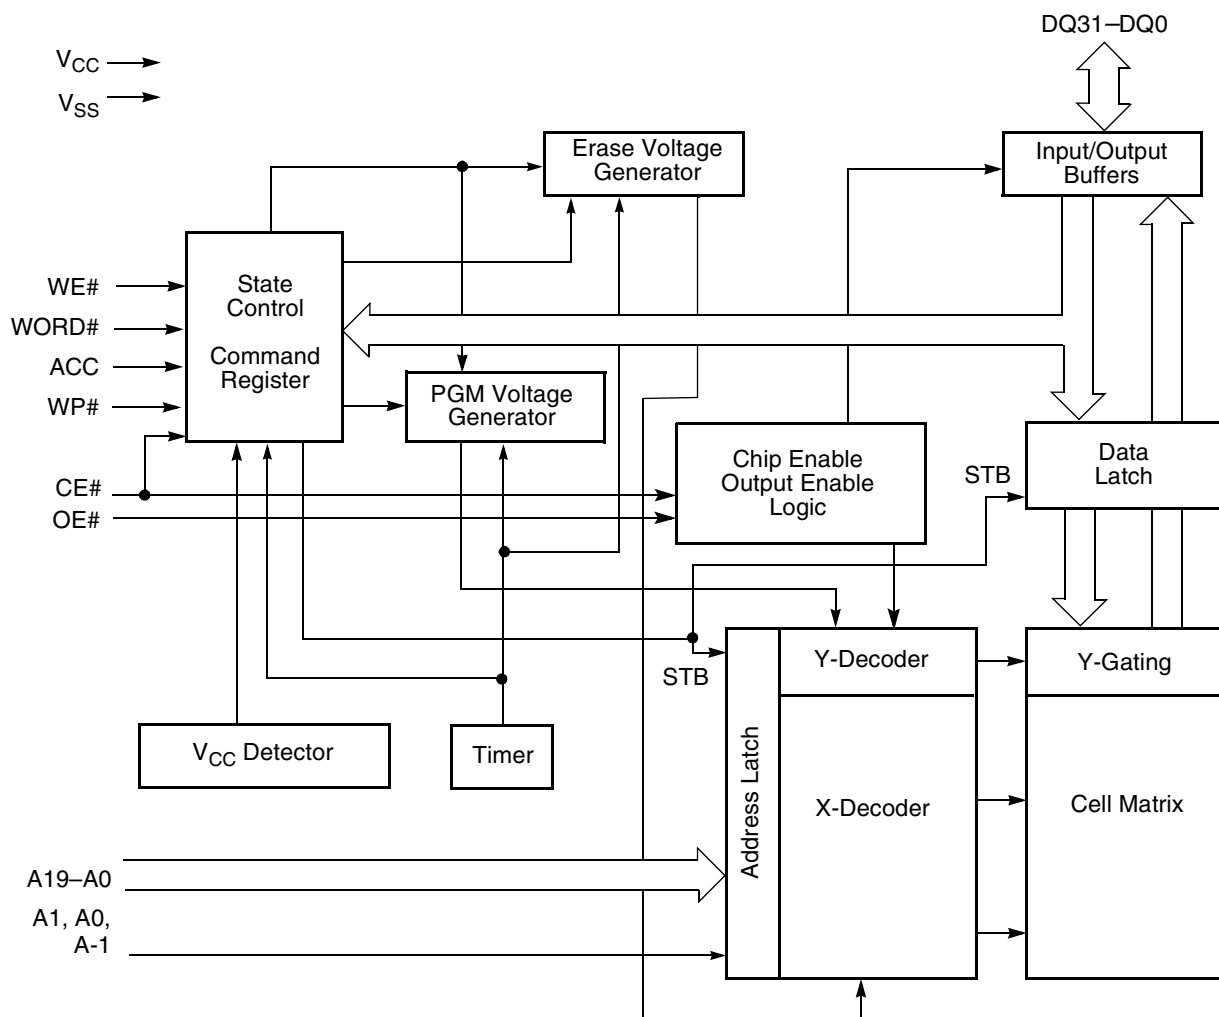 DQ31–DQ0
VCC
VSS
Erase Voltage
Generator
Input/Output
Buffers
State
Control
Command
Register
WE#
WORD#
ACC
WP#
PGM Voltage
Generator
CE#
OE#
Chip Enable
Output Enable
Logic
STB
Data
Latch
STB
Y-Decoder
Y-Gating
VCC Detector
Timer
Address Latch
X-Decoder
Cell Matrix
A19–A0
A1, A0,
A-1